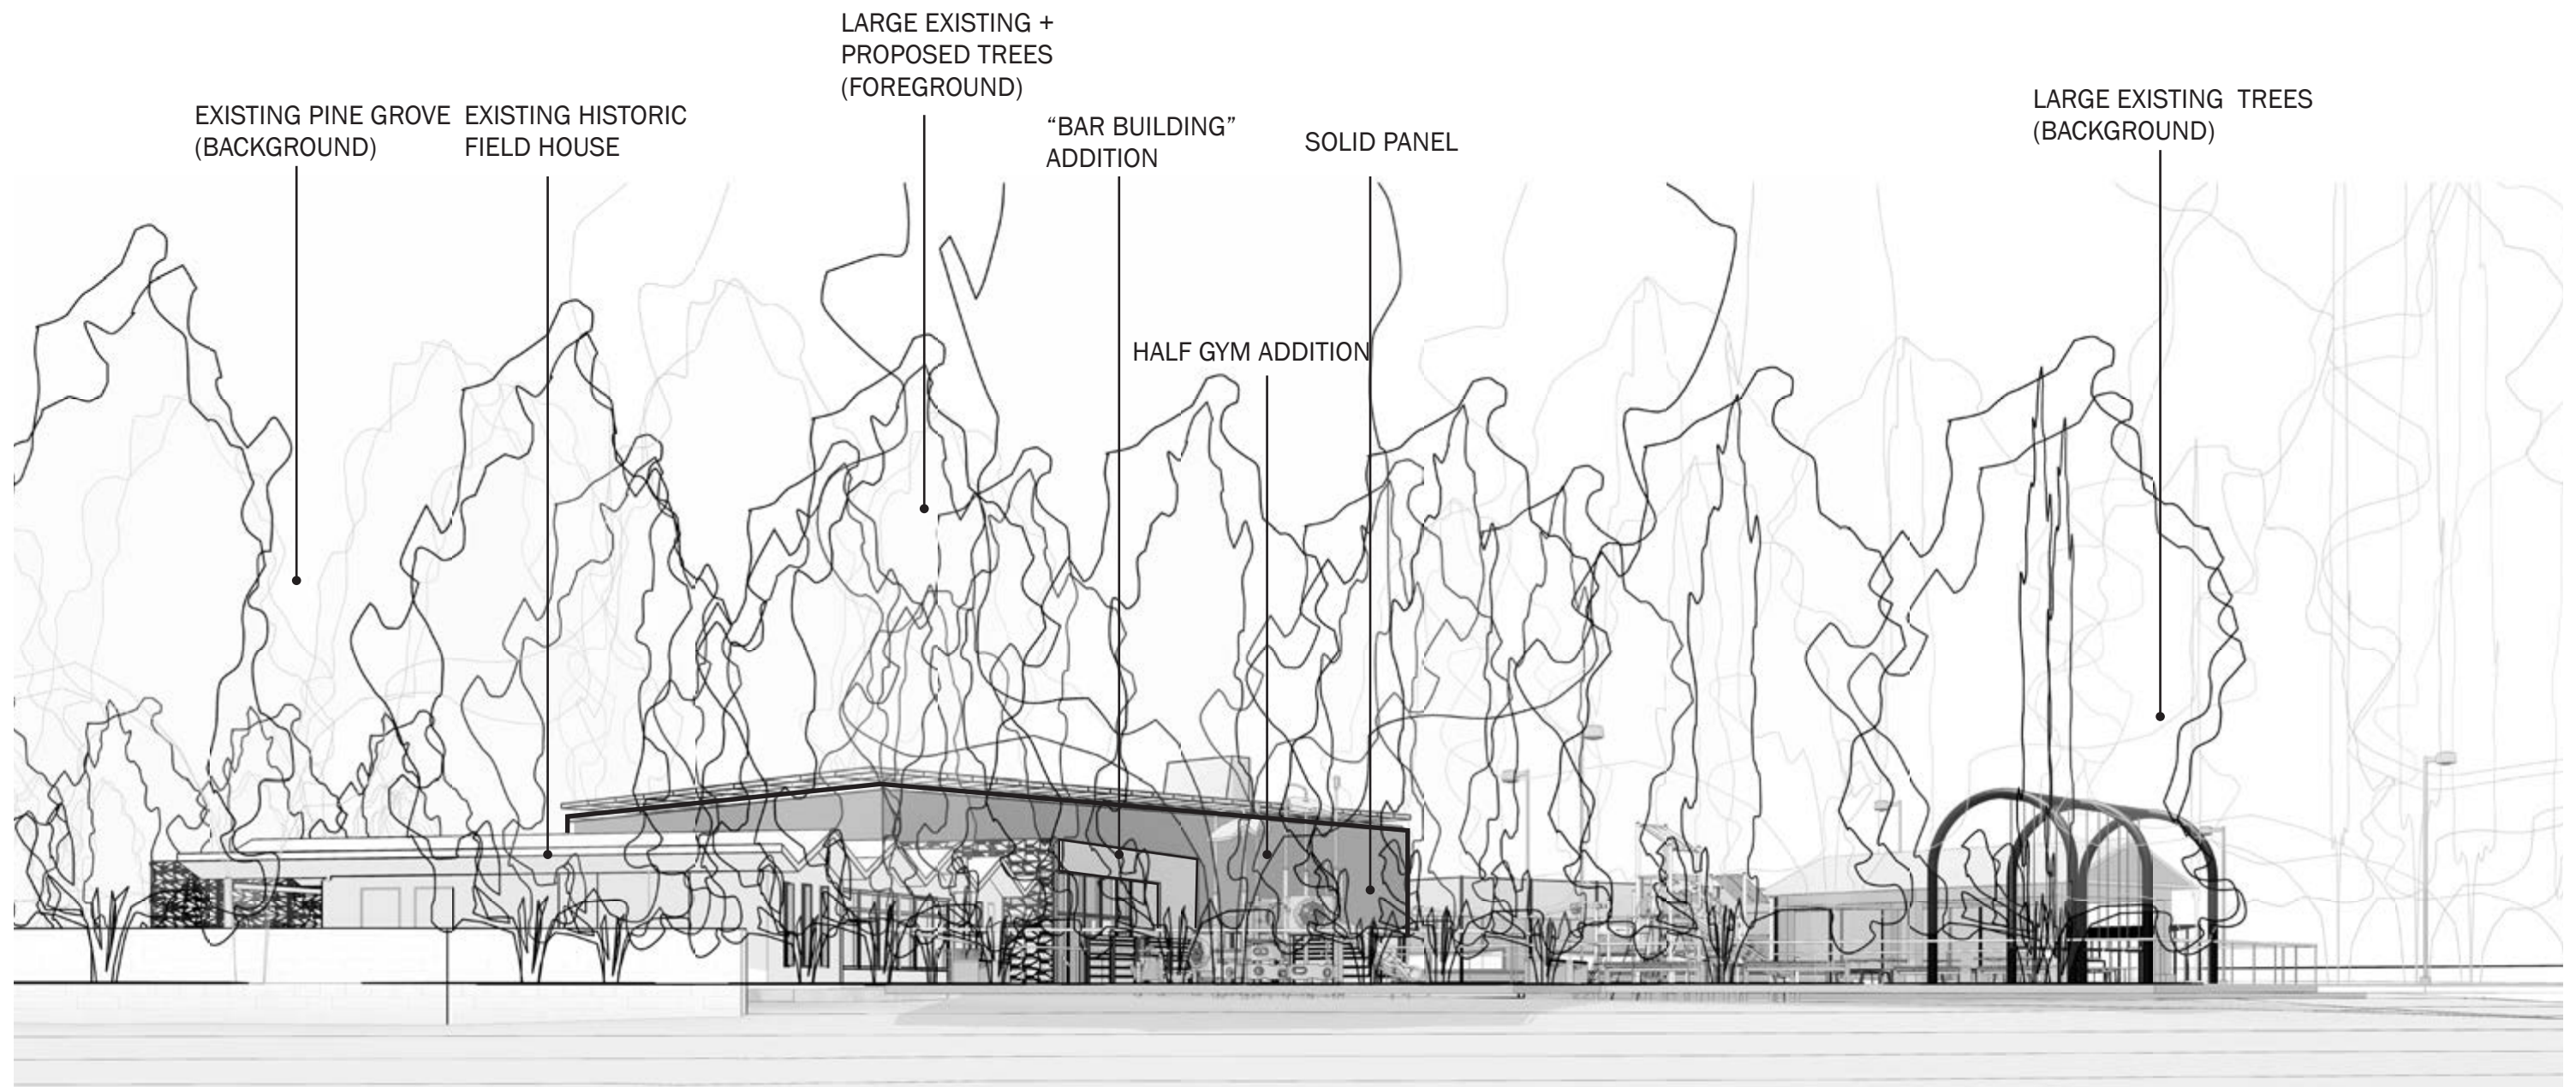 LARGE EXISTING +
PROPOSED TREES
(FOREGROUND)
EXISTING PINE GROVE
(BACKGROUND)
EXISTING HISTORIC
FIELD HOUSE
“BAR BUILDING”
ADDITION
SOLID PANEL
LARGE EXISTING  TREES
(BACKGROUND)
HALF GYM ADDITION